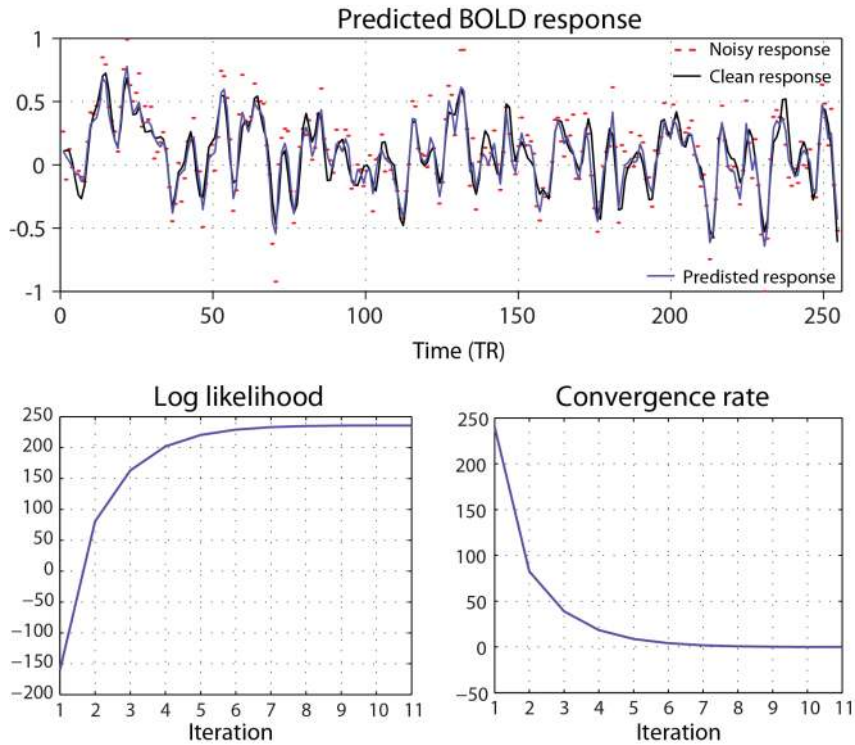 Predicted BOLD response
1
0.5
0
-0.5
-1
Noisy response
Clean response
Predisted response
0 50 100 150 200 250
Time (TR)
Log likelihood
250
200
150
100
50
0
−50
−100
−150
−200
1 2 3 4 5 6 7 8 9 10 11
Iteration
Convergence rate
250
200
150
100
50
0
50
1 2 3 4 5 6 7 8 9 10 11
Iteration